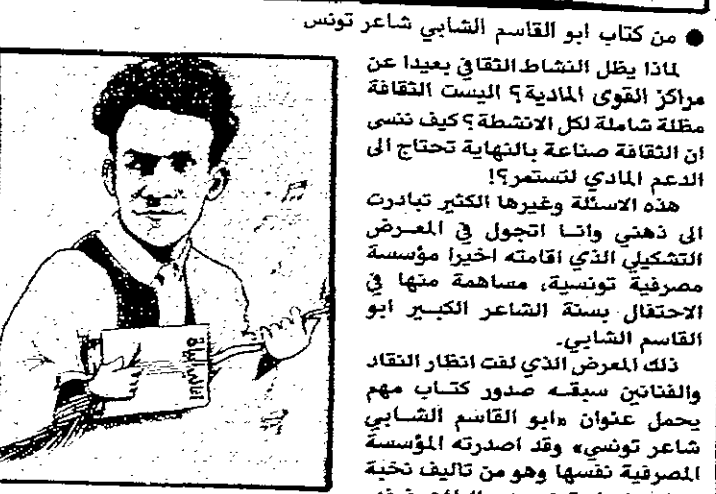 ● من كتاب ابو القاسم الشابي شاعر تونس
لماذا يظل النشاط الثقافي بعيدا عن
مراكز القوى المادية؟ اليست الثقافة
مظلة شاملة لكل الانشطة؟ كيف ننسى
ان الثقافة صناعة بالنهاية تحتاج الى
الدعم المادي لتستمر؟!
هذه الاسئلة وغيرها الكثير تبادرت
الى ذهني وانا اتجول في المعرض
التشكيلي الذي اقامته اخيرا مؤسسة
مصرفية تونسية، مساهمة منها في
الاحتفال بسنة الشاعر الكبير ابو
القاسم الشابي.
ذلك المعرض الذي لفت انظار النقاد
والفنانين سبقه صدور كتاب مهم
يحمل عنوان «ابو القاسم الشابي
شاعر تونسي» وقد اصدرته المؤسسة
المصرفية نفسها وهو من تاليف نخبة